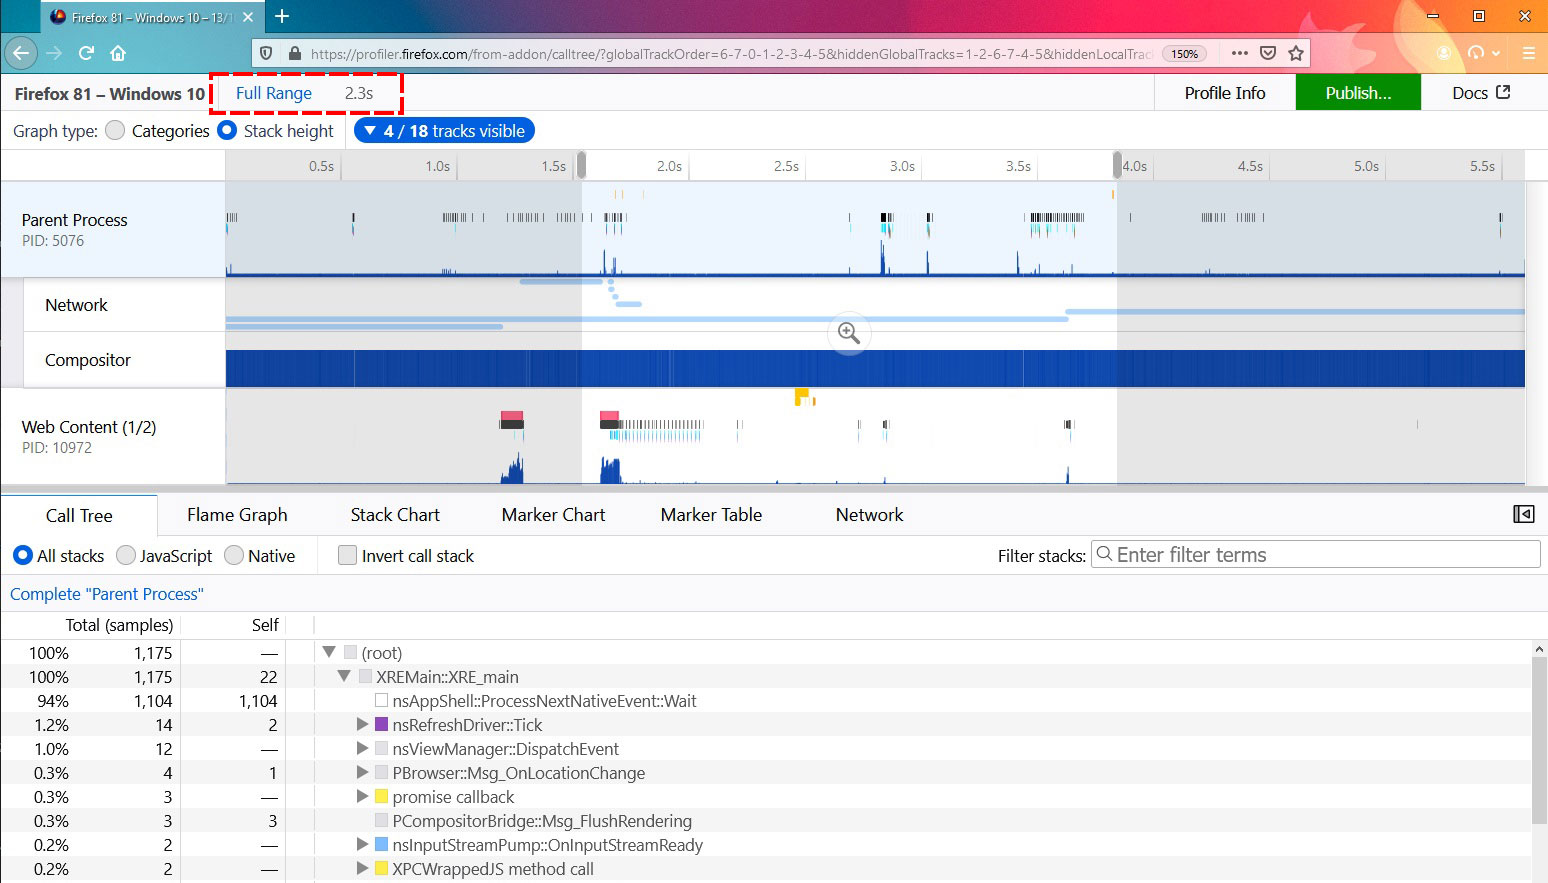 Firefox 81 – Windows 10 – 13/1
https://profiler.firefox.com/from-addon/calltree/?globalTrackOrder=6-7-0-1-2-3-4-5&hiddenGlobalTracks=1-2-6-7-4-5&hiddenLocalTrac 150%
Firefox 81 – Windows 10 Full Range 2.3s Profile Info Publish... Docs
Graph type: Categories Stack height 4 / 18 tracks visible
0.5s 1.0s 1.5s 2.0s 2.5s 3.0s 3.5s 4.0s 4.5s 5.0s 5.5s
Parent Process
PID: 5076
Network
Compositor
Web Content (1/2)
PID: 10972
Call Tree Flame Graph Stack Chart Marker Chart Marker Table Network
All stacks JavaScript Native Invert call stack Filter stacks: Enter filter terms
Complete "Parent Process"
Total (samples) Self
100% 1,175 — (root)
100% 1,175 22 XREMain::XRE_main
94% 1,104 1,104 nsAppShell::ProcessNextNativeEvent::Wait
1.2% 14 2 nsRefreshDriver::Tick
1.0% 12 — nsViewManager::DispatchEvent
0.3% 4 1 PBrowser::Msg_OnLocationChange
0.3% 3 — promise callback
0.3% 3 3 PCompositorBridge::Msg_FlushRendering
0.2% 2 — nsInputStreamPump::OnInputStreamReady
0.2% 2 — XPCWrappedJS method call